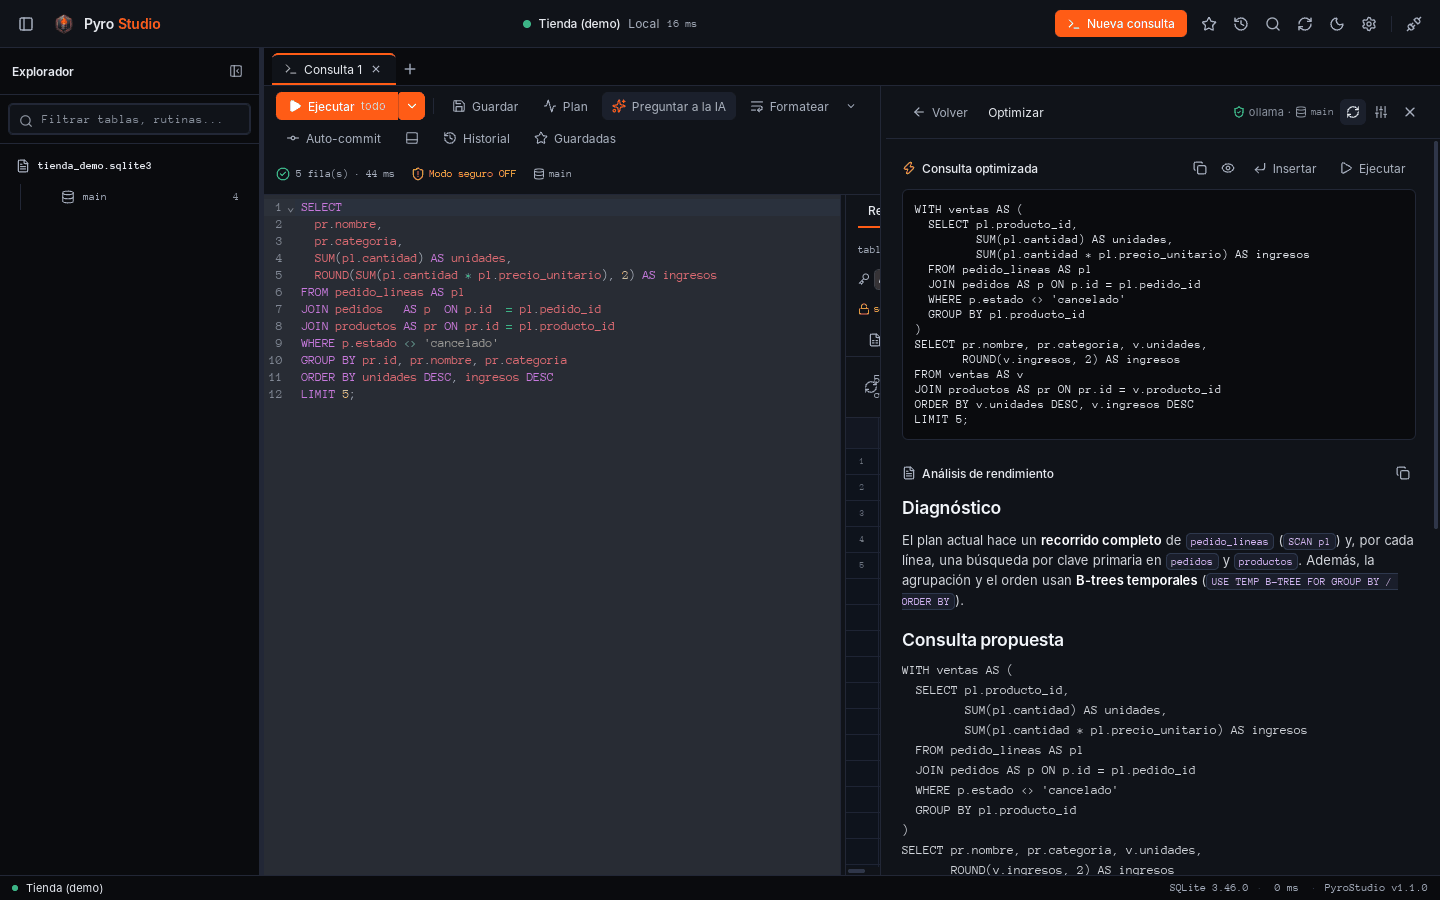 Pyro Studio
Tienda (demo) Local 16 ms
Nueva consulta
Explorador
Filtrar tablas, rutinas...
tienda_demo.sqlite3
main 4
Consulta 1
Ejecutar todo
Guardar
Plan
Preguntar a la IA
Formatear
Auto-commit
Historial
Guardadas
5 fila(s) · 44 ms
Modo seguro OFF
main
1 SELECT
2   pr.nombre,
3   pr.categoria,
4   SUM(pl.cantidad) AS unidades,
5   ROUND(SUM(pl.cantidad * pl.precio_unitario), 2) AS ingresos
6 FROM pedido_lineas AS pl
7 JOIN pedidos   AS p  ON p.id  = pl.pedido_id
8 JOIN productos AS pr ON pr.id = pl.producto_id
9 WHERE p.estado <> 'cancelado'
10 GROUP BY pr.id, pr.nombre, pr.categoria
11 ORDER BY unidades DESC, ingresos DESC
12 LIMIT 5;
Re
tabl
1
2
3
4
5
Volver
Optimizar
ollama · main
Consulta optimizada
Insertar
Ejecutar
WITH ventas AS (
  SELECT pl.producto_id,
         SUM(pl.cantidad) AS unidades,
         SUM(pl.cantidad * pl.precio_unitario) AS ingresos
  FROM pedido_lineas AS pl
  JOIN pedidos AS p ON p.id = pl.pedido_id
  WHERE p.estado <> 'cancelado'
  GROUP BY pl.producto_id
)
SELECT pr.nombre, pr.categoria, v.unidades,
       ROUND(v.ingresos, 2) AS ingresos
FROM ventas AS v
JOIN productos AS pr ON pr.id = v.producto_id
ORDER BY v.unidades DESC, v.ingresos DESC
LIMIT 5;
Análisis de rendimiento
Diagnóstico
El plan actual hace un recorrido completo de pedido_lineas (SCAN pl) y, por cada
línea, una búsqueda por clave primaria en pedidos y productos. Además, la
agrupación y el orden usan B-trees temporales (USE TEMP B-TREE FOR GROUP BY /
ORDER BY).
Consulta propuesta
WITH ventas AS (
  SELECT pl.producto_id,
         SUM(pl.cantidad) AS unidades,
         SUM(pl.cantidad * pl.precio_unitario) AS ingresos
  FROM pedido_lineas AS pl
  JOIN pedidos AS p ON p.id = pl.pedido_id
  WHERE p.estado <> 'cancelado'
  GROUP BY pl.producto_id
)
SELECT pr.nombre, pr.categoria, v.unidades,
       ROUND(v.ingresos, 2) AS ingresos
Tienda (demo)
SQLite 3.46.0 · 0 ms · PyroStudio v1.1.0